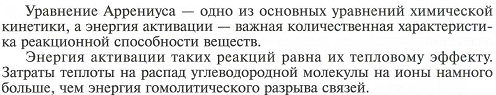 Уравнение Аррениуса — одно из основных уравнений химической
кинетики, а энергия активации — важная количественная характеристи-
ка реакционной способности веществ.
Энергия активации таких реакций равна их тепловому эффекту.
Затраты теплоты на распад углеводородной молекулы на ионы намного
больше, чем энергия гомолитического разрыва связей.